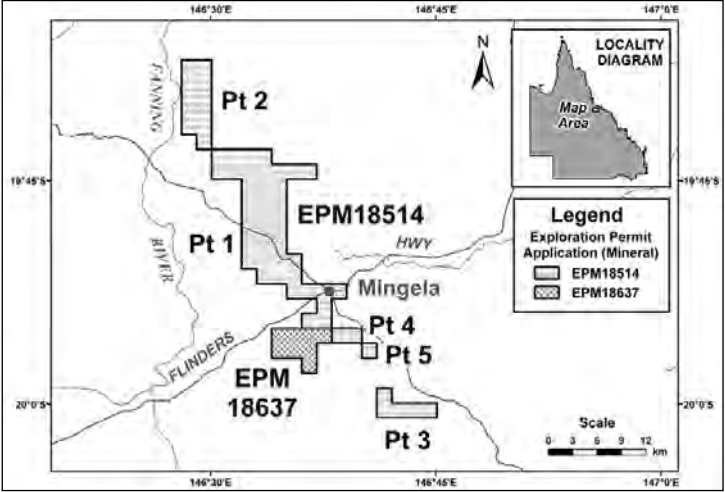 146°30'E
146°45'E
147°0'E
N
LOCALITY
DIAGRAM
Map
Area
FANNING
Pt 2
19°45'S
19°45'S
EPM18514
Pt 1
HWY
RIVER
Mingela
Legend
Exploration Permit
Application (Mineral)
EPM18514
EPM18637
Pt 4
FLINDERS
Pt 5
EPM
18637
20°0'S
20°0'S
Pt 3
Scale
0 3 6 9 12
km
146°30'E
146°45'E
147°0'E